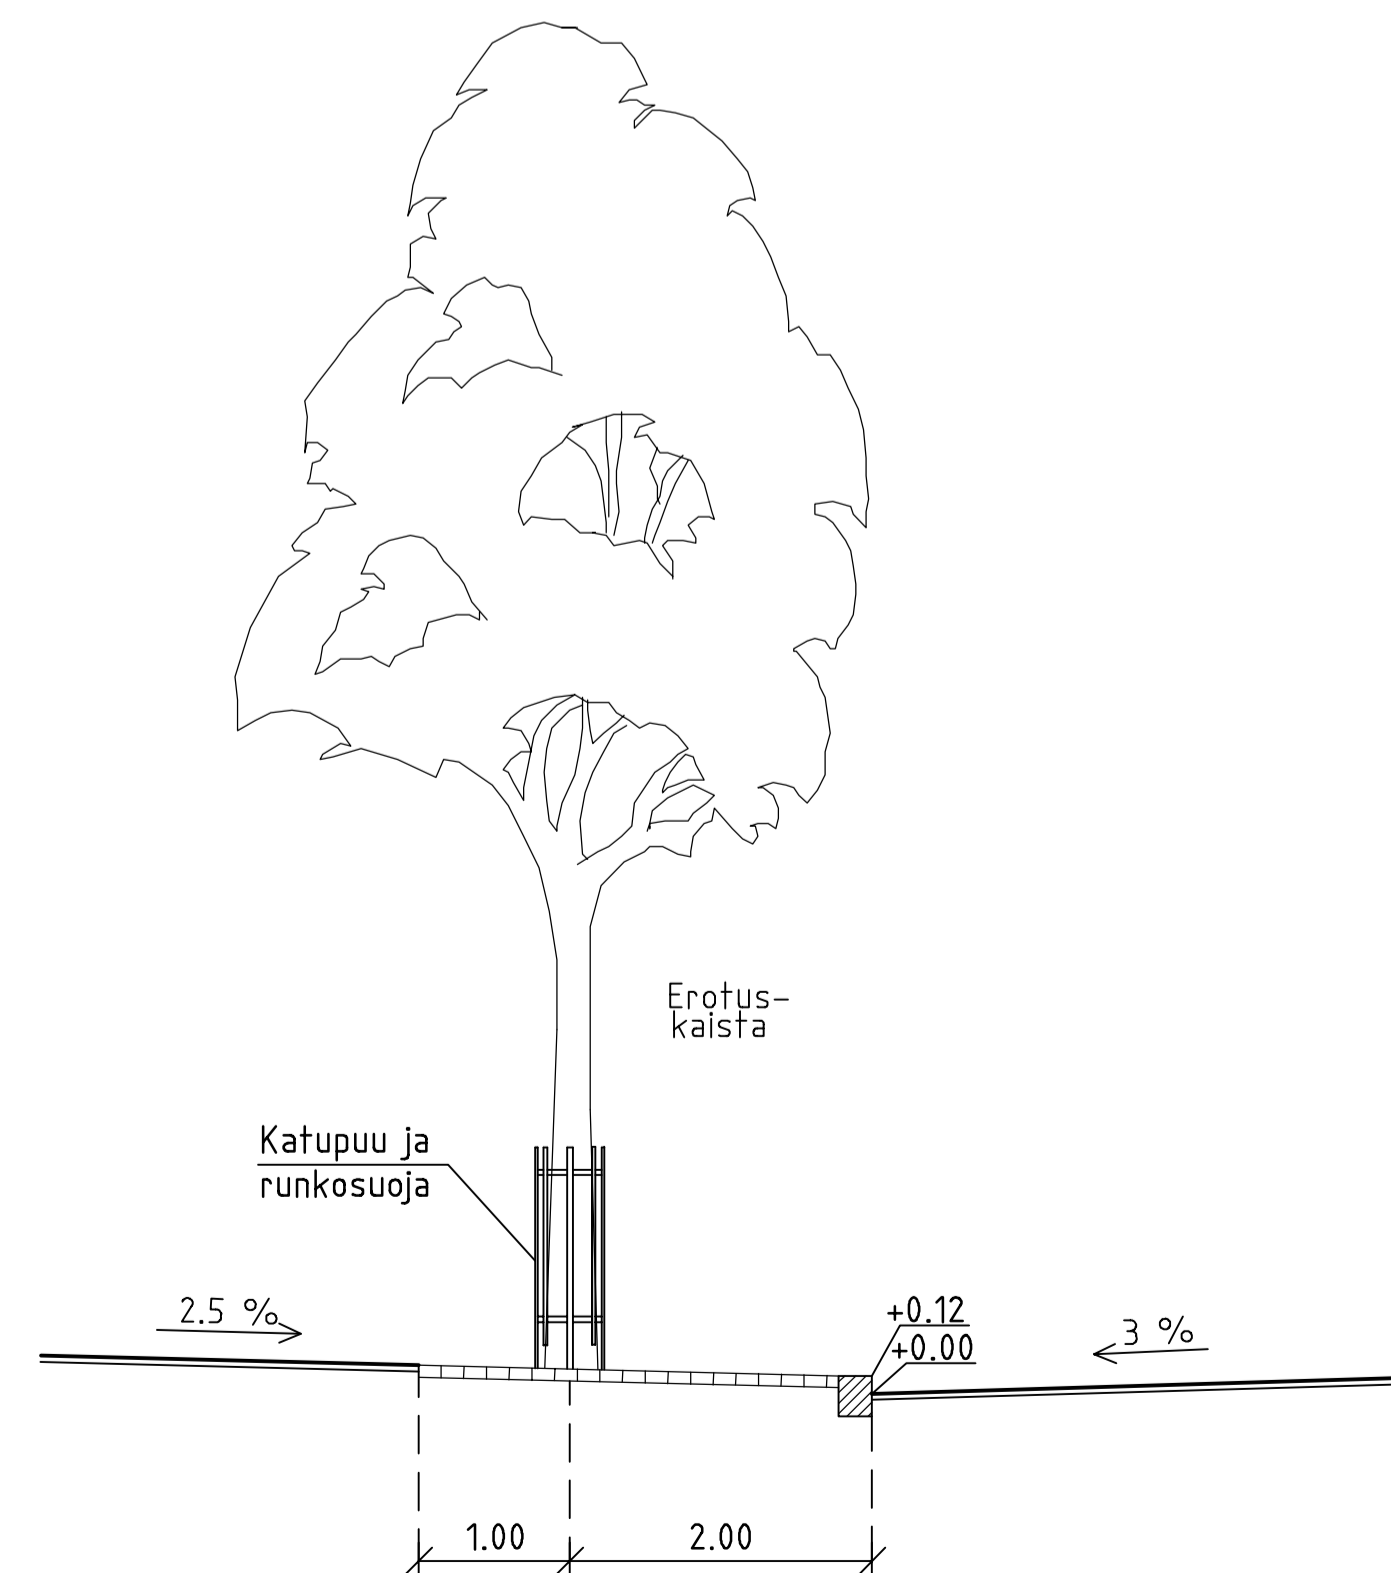 Erotus-
kaista
Katupuu ja
runkosuoja
2.5 %
+0.12
+0.00
3 %
1.00
2.00